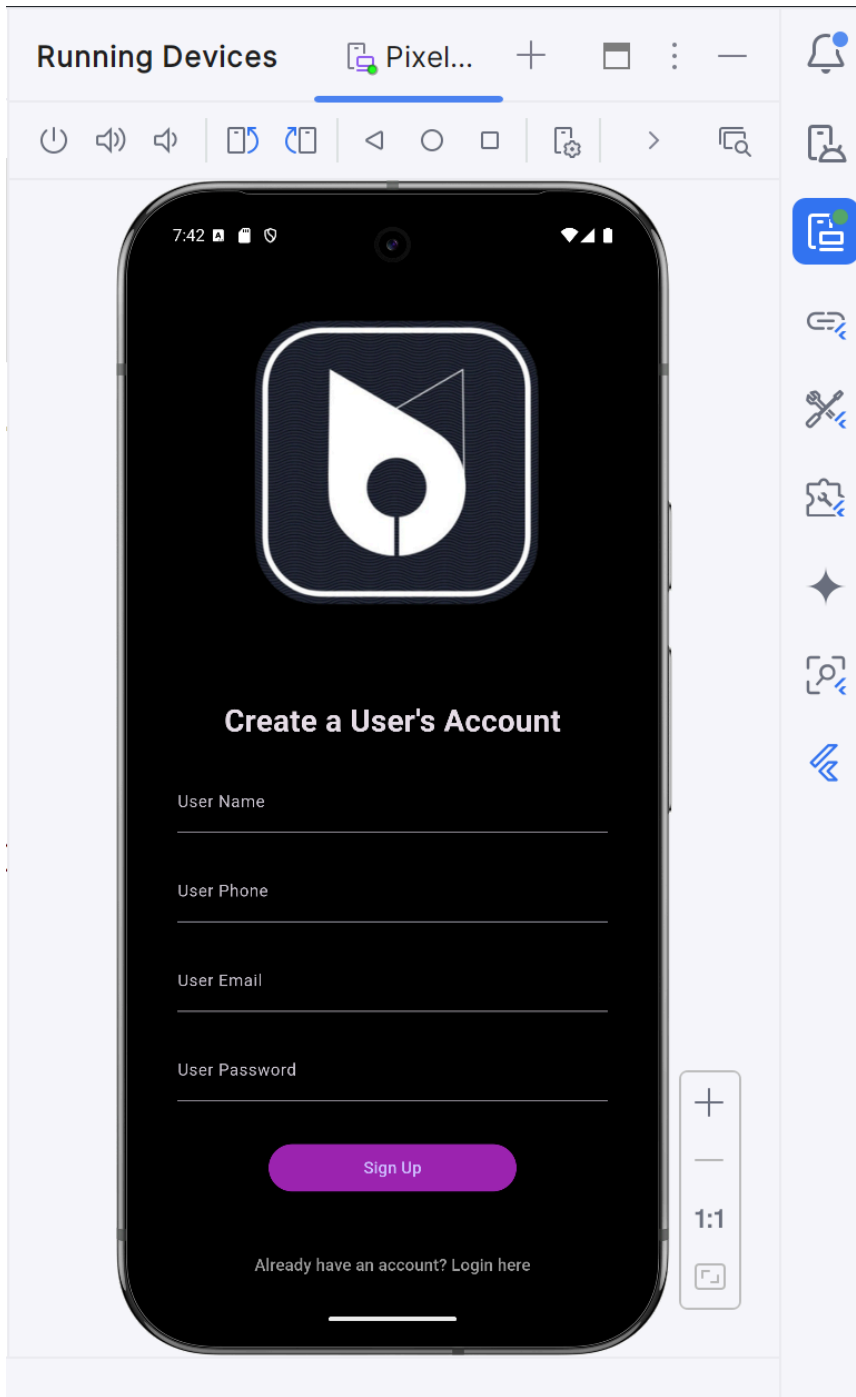 Running Devices
Pixel...
7:42
Create a User's Account
User Name
User Phone
User Email
User Password
Sign Up
Already have an account? Login here
1:1